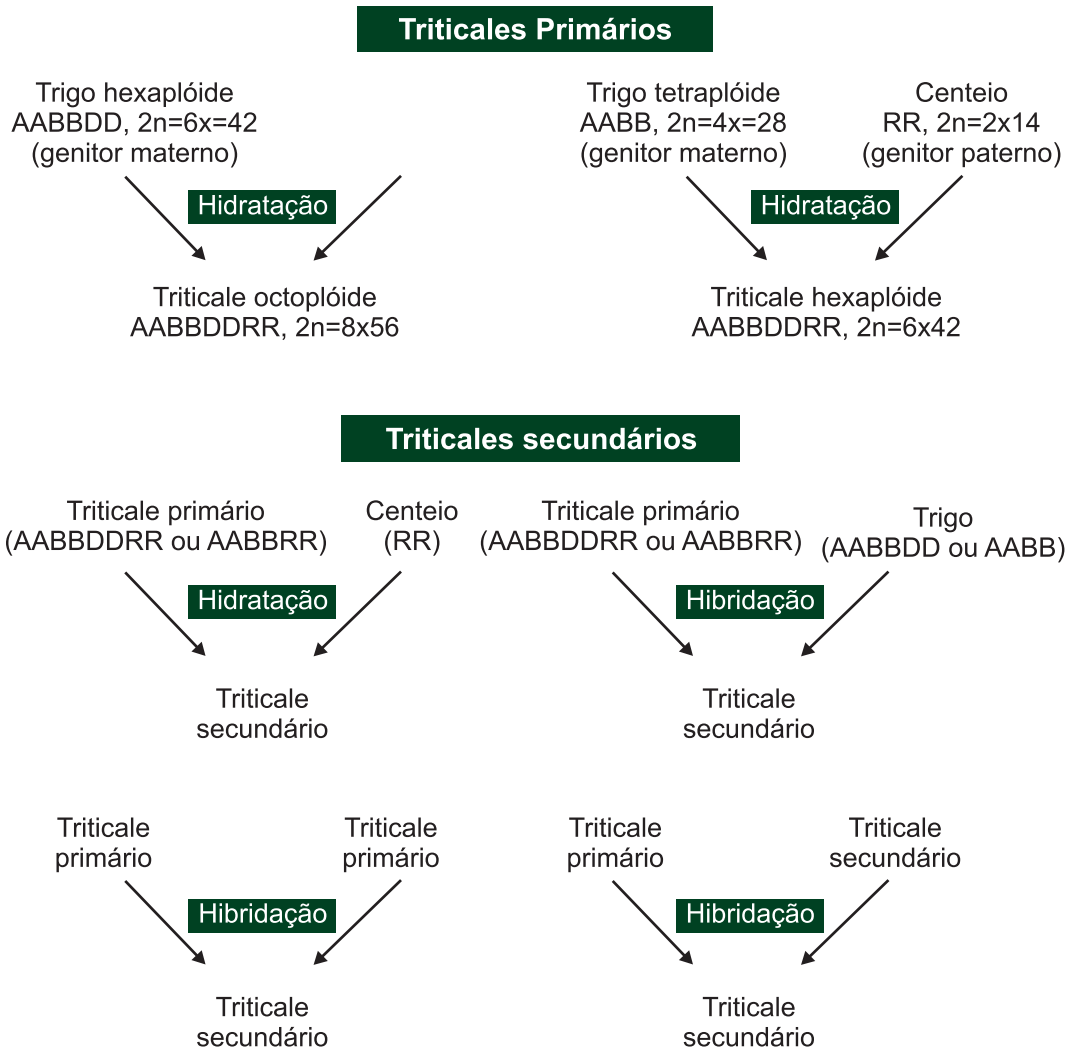 Triticales Primários
Trigo hexaplóide
AABBDD, 2n=6x=42
(genitor materno)
Trigo tetraplóide
AABB, 2n=4x=28
(genitor materno)
Centeio
RR, 2n=2x14
(genitor paterno)
Hidratação
Hidratação
Triticale octoplóide
AABBDDRR, 2n=8x56
Triticale hexaplóide
AABBDDRR, 2n=6x42
Triticales secundários
Triticale primário
(AABBDDRR ou AABBRR)
Centeio
(RR)
Triticale primário
(AABBDDRR ou AABBRR)
Trigo
(AABBDD ou AABB)
Hidratação
Hibridação
Triticale
secundário
Triticale
secundário
Triticale
primário
Triticale
primário
Triticale
primário
Triticale
secundário
Hibridação
Hibridação
Triticale
secundário
Triticale
secundário